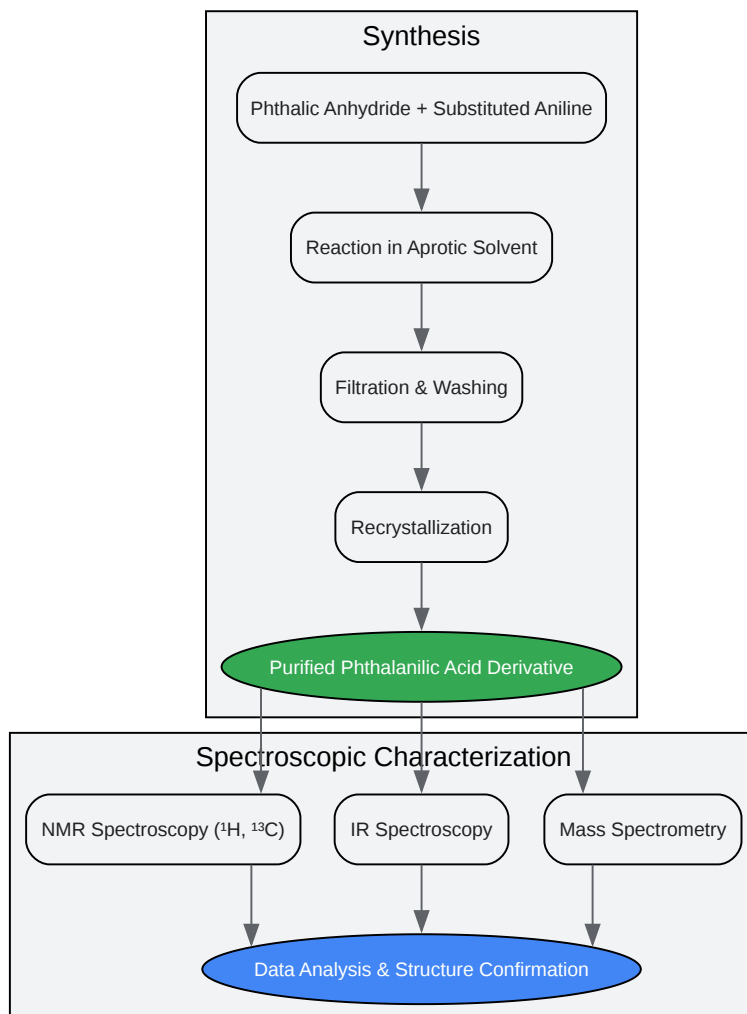 Synthesis
Phthalic Anhydride + Substituted Aniline
Reaction in Aprotic Solvent
Filtration & Washing
Recrystallization
Purified Phthalanilic Acid Derivative
Spectroscopic Characterization
NMR Spectroscopy (¹H, ¹³C)
IR Spectroscopy
Mass Spectrometry
Data Analysis & Structure Confirmation